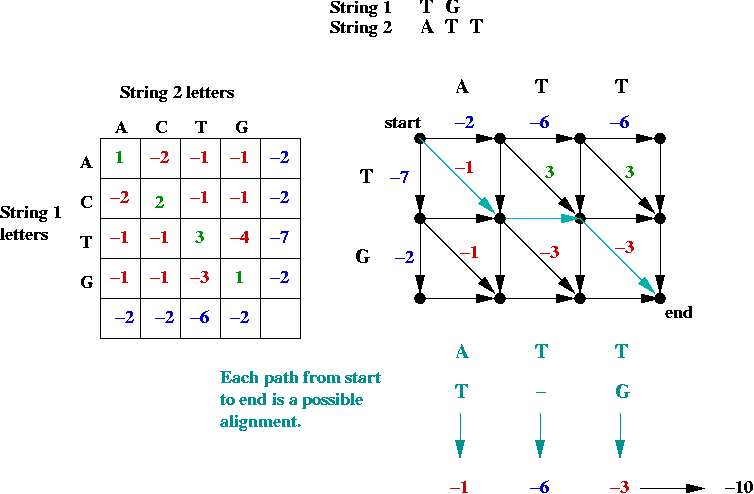 String 1 T G
String 2 A T T
String 2 letters
A C T G
A 1 –2 –1 –1 –2
C –2 2 –1 –1 –2
T –1 –1 3 –4 –7
G –1 –1 –3 1 –2
–2 –2 –6 –2
String 1
letters
A T T
start –2 –6 –6
–1 3 3
T –7
G –2 –1 –3 –3
end
Each path from start
to end is a possible
alignment.
A T T
T – G
–1 –6 –3 –10